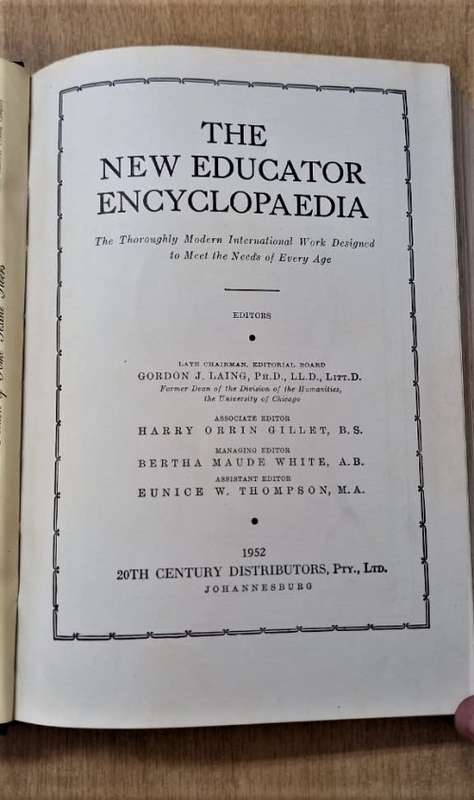 THE
NEW EDUCATOR
ENCYCLOPAEDIA
The Thoroughly Modern International Work Designed
to Meet the Needs of Every Age
EDITORS
LATE CHAIRMAN, EDITORIAL BOARD
GORDON J. LAING, PH.D., LL.D., LITT.D.
Former Dean of the Division of the Humanities,
the University of Chicago
ASSOCIATE EDITOR
HARRY ORRIN GILLET, B.S.
MANAGING EDITOR
BERTHA MAUDE WHITE, A.B.
ASSISTANT EDITOR
EUNICE W. THOMPSON, M.A.
1952
20TH CENTURY DISTRIBUTORS, PTY., LTD.
JOHANNESBURG